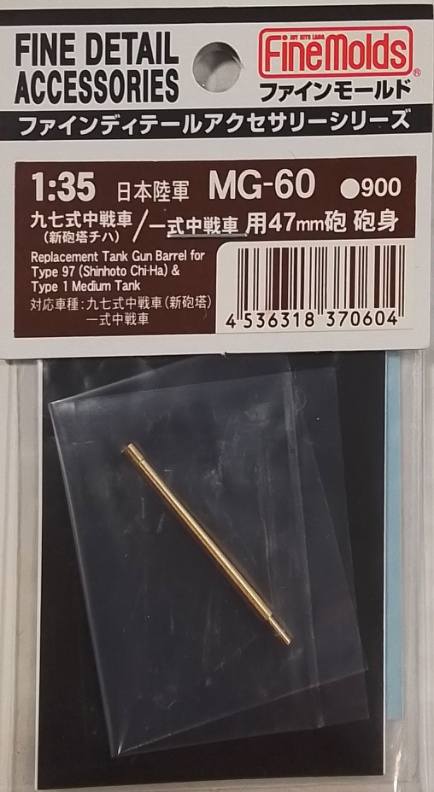 FINE DETAIL
ACCESSORIES
FineMolds®
ファインモールド
ファインディテールアクセサリーシリーズ
1:35 日本陸軍 MG-60 ●900
九七式中戦車
(新砲塔チハ)
/一式中戦車 用47mm砲 砲身
Replacement Tank Gun Barrel for
Type 97 (Shinhoto Chi-Ha) &
Type 1 Medium Tank
対応車種:九七式中戦車(新砲塔)
一式中戦車
4 536318 370604